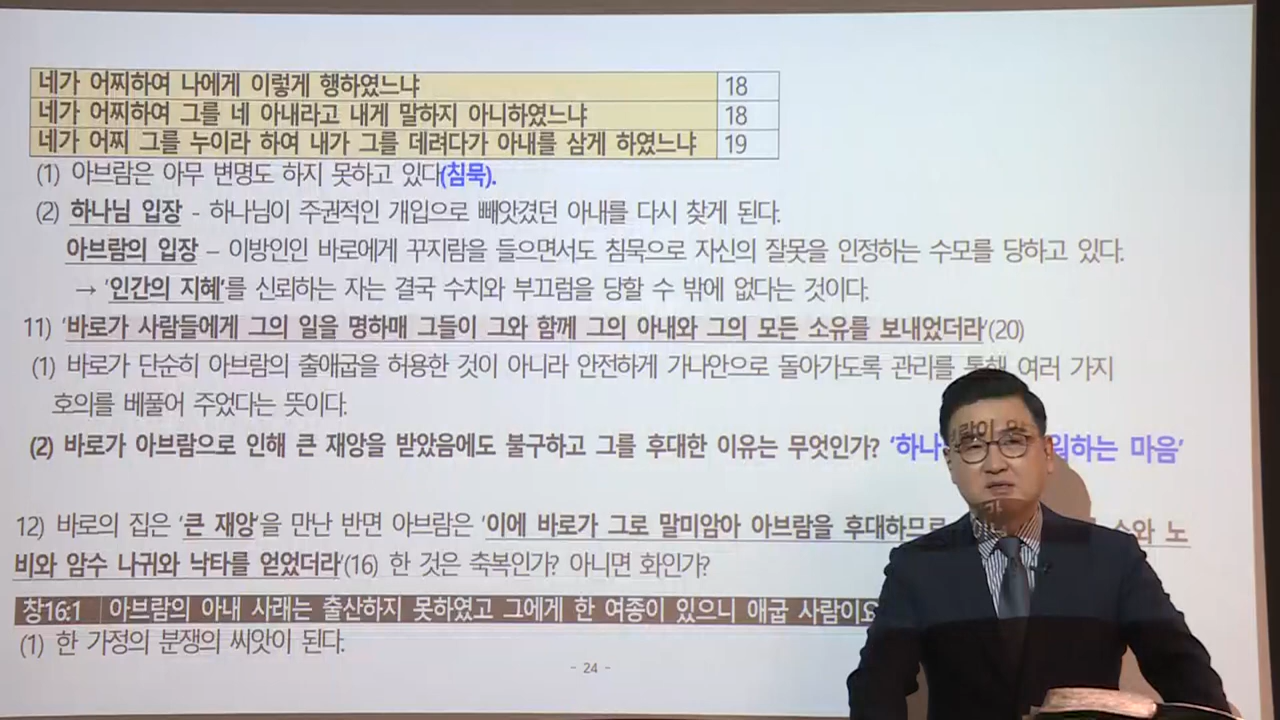 네가 어찌하여 나에게 이렇게 행하였느냐 18
네가 어찌하여 그를 네 아내라고 내게 말하지 아니하였느냐 18
네가 어찌 그를 누이라 하여 내가 그를 데려다가 아내를 삼게 하였느냐 19
(1) 아브람은 아무 변명도 하지 못하고 있다(침묵).
(2) 하나님 입장 - 하나님이 주권적인 개입으로 빼앗겼던 아내를 다시 찾게 된다.
아브람의 입장 – 이방인인 바로에게 꾸지람을 들으면서도 침묵으로 자신의 잘못을 인정하는 수모를 당하고 있다.
→ '인간의 지혜'를 신뢰하는 자는 결국 수치와 부끄럼을 당할 수 밖에 없다는 것이다.
11) '바로가 사람들에게 그의 일을 명하매 그들이 그와 함께 그의 아내와 그의 모든 소유를 보내었더라'(20)
(1) 바로가 단순히 아브람의 출애굽을 허용한 것이 아니라 안전하게 가나안으로 돌아가도록 관리를 통해 여러 가지
호의를 베풀어 주었다는 뜻이다.
(2) 바로가 아브람으로 인해 큰 재앙을 받았음에도 불구하고 그를 후대한 이유는 무엇인가? '하나 워하는 마음'
12) 바로의 집은 '큰 재앙'을 만난 반면 아브람은 '이에 바로가 그로 말미암아 아브람을 후대하므로 수와 노
비와 암수 나귀와 낙타를 얻었더라'(16) 한 것은 축복인가? 아니면 화인가?
창16:1 아브람의 아내 사래는 출산하지 못하였고 그에게 한 여종이 있으니 애굽 사람이요
(1) 한 가정의 분쟁의 씨앗이 된다.
- 24 -